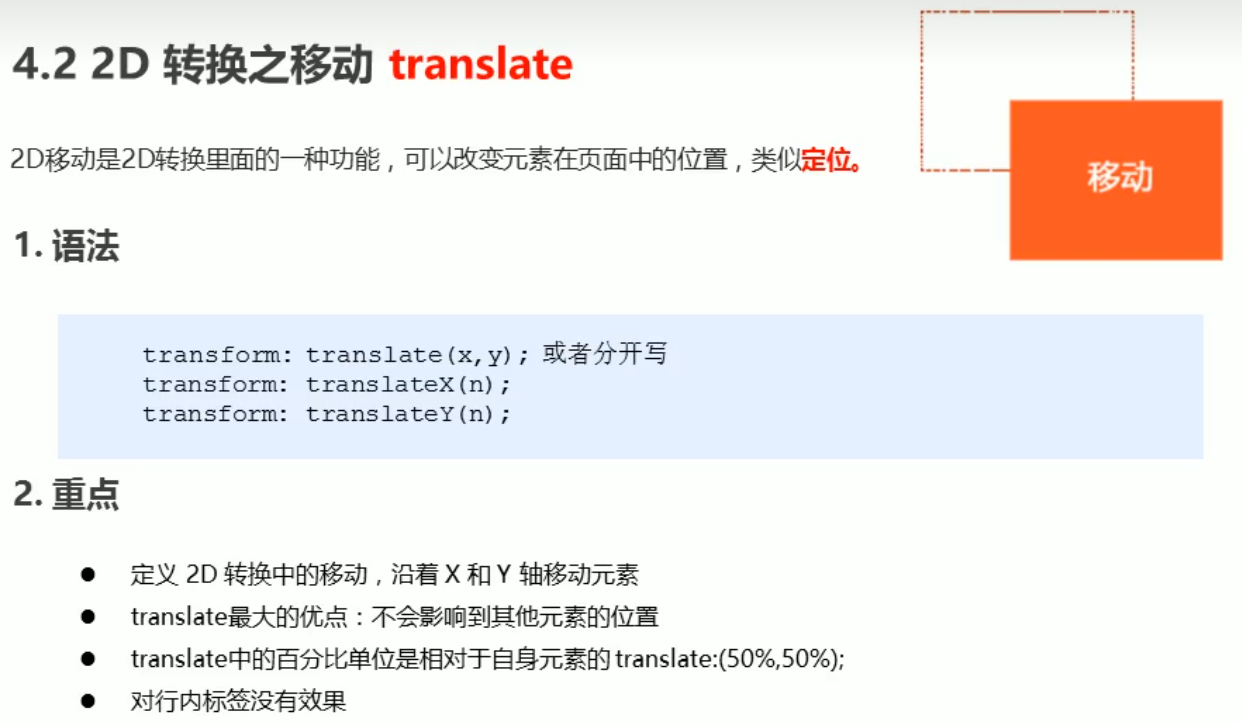 4.2 2D 转换之移动 translate
移动
2D移动是2D转换里面的一种功能，可以改变元素在页面中的位置，类似定位。
1. 语法
transform: translate(x,y); 或者分开写
transform: translateX(n);
transform: translateY(n);
2. 重点
● 定义 2D 转换中的移动，沿着 X 和 Y 轴移动元素
● translate最大的优点：不会影响到其他元素的位置
● translate中的百分比单位是相对于自身元素的 translate:(50%,50%);
● 对行内标签没有效果